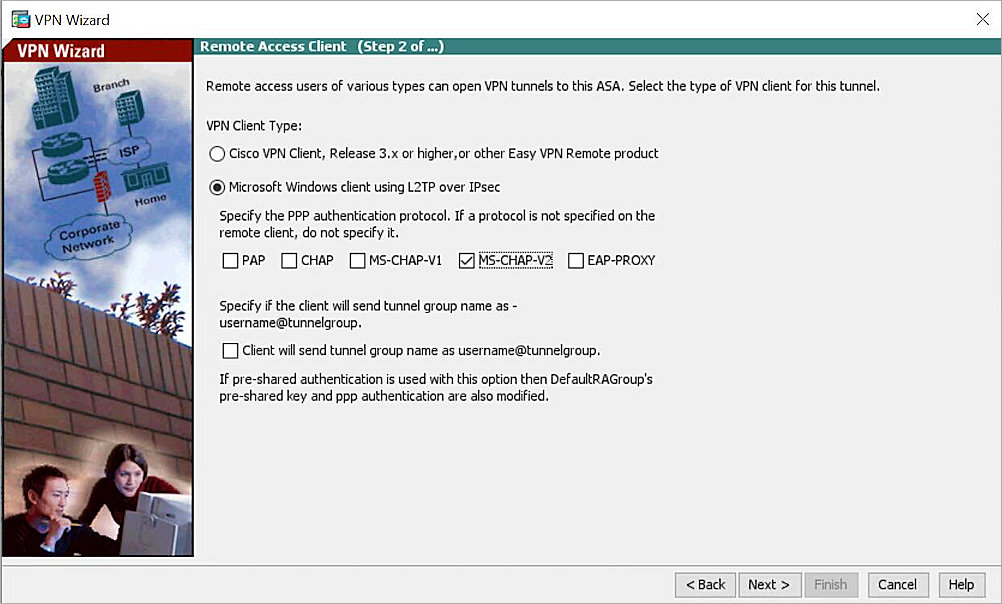 VPN Wizard
VPN Wizard
Remote Access Client (Step 2 of ...)
Branch
ISP
Home
Corporate
Network
Remote access users of various types can open VPN tunnels to this ASA. Select the type of VPN client for this tunnel.
VPN Client Type:
Cisco VPN Client, Release 3.x or higher,or other Easy VPN Remote product
Microsoft Windows client using L2TP over IPsec
Specify the PPP authentication protocol. If a protocol is not specified on the
remote client, do not specify it.
PAP CHAP MS-CHAP-V1 MS-CHAP-V2 EAP-PROXY
Specify if the client will send tunnel group name as -
username@tunnelgroup.
Client will send tunnel group name as username@tunnelgroup.
If pre-shared authentication is used with this option then DefaultRAGroup's
pre-shared key and ppp authentication are also modified.
< Back Next > Finish Cancel Help